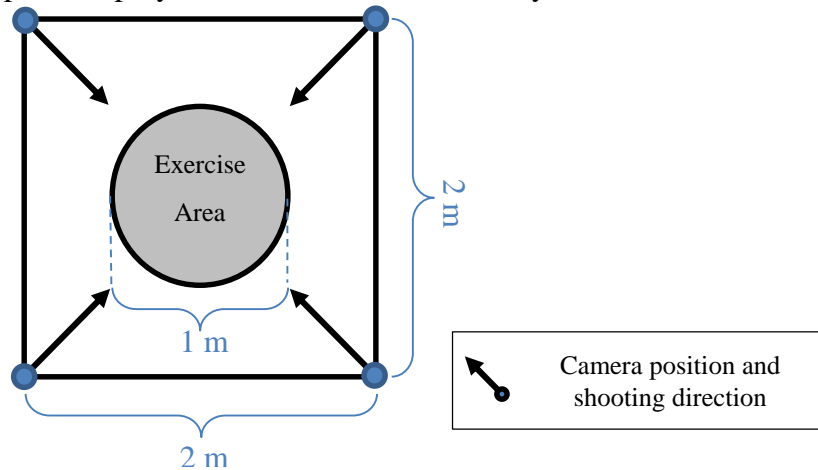 Exercise
Area
2 m
1 m
Camera position and
shooting direction
2 m